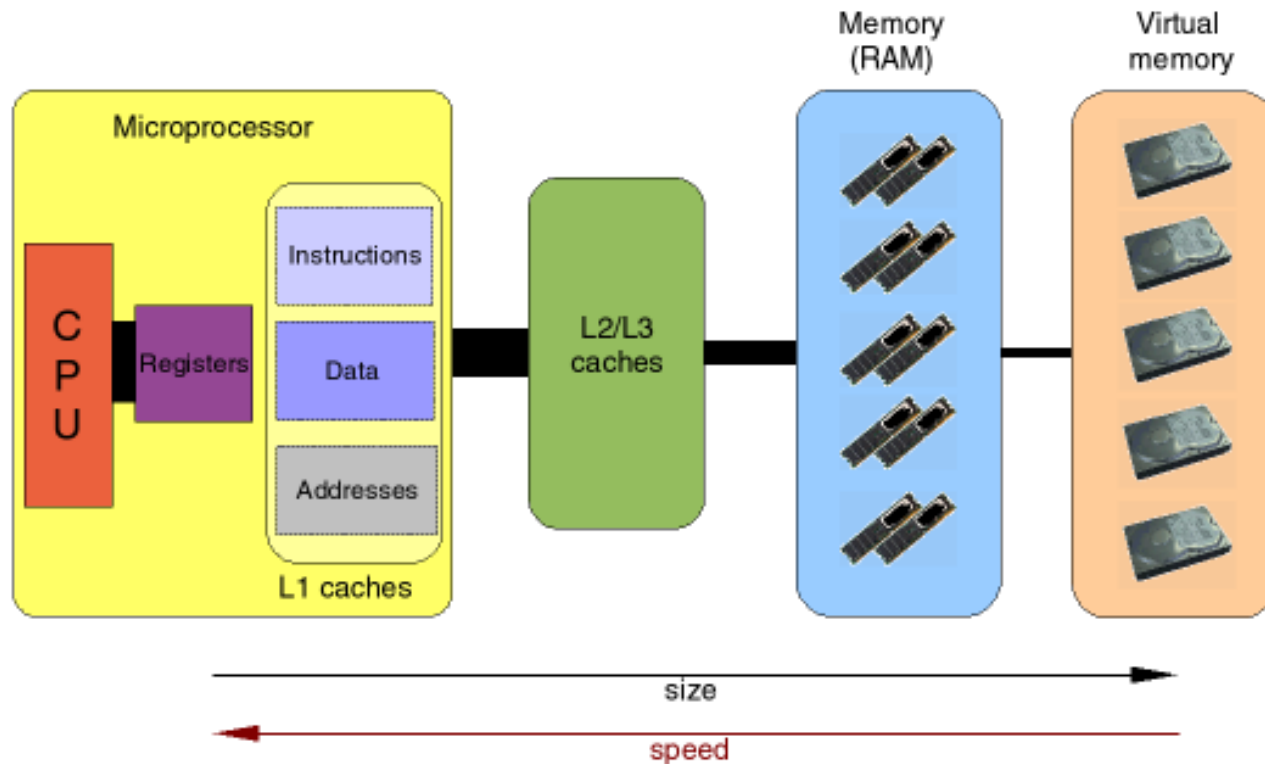 Memory
(RAM)
Virtual
memory
Microprocessor
C
P
U
Registers
Instructions
Data
Addresses
L1 caches
L2/L3
caches
size
speed